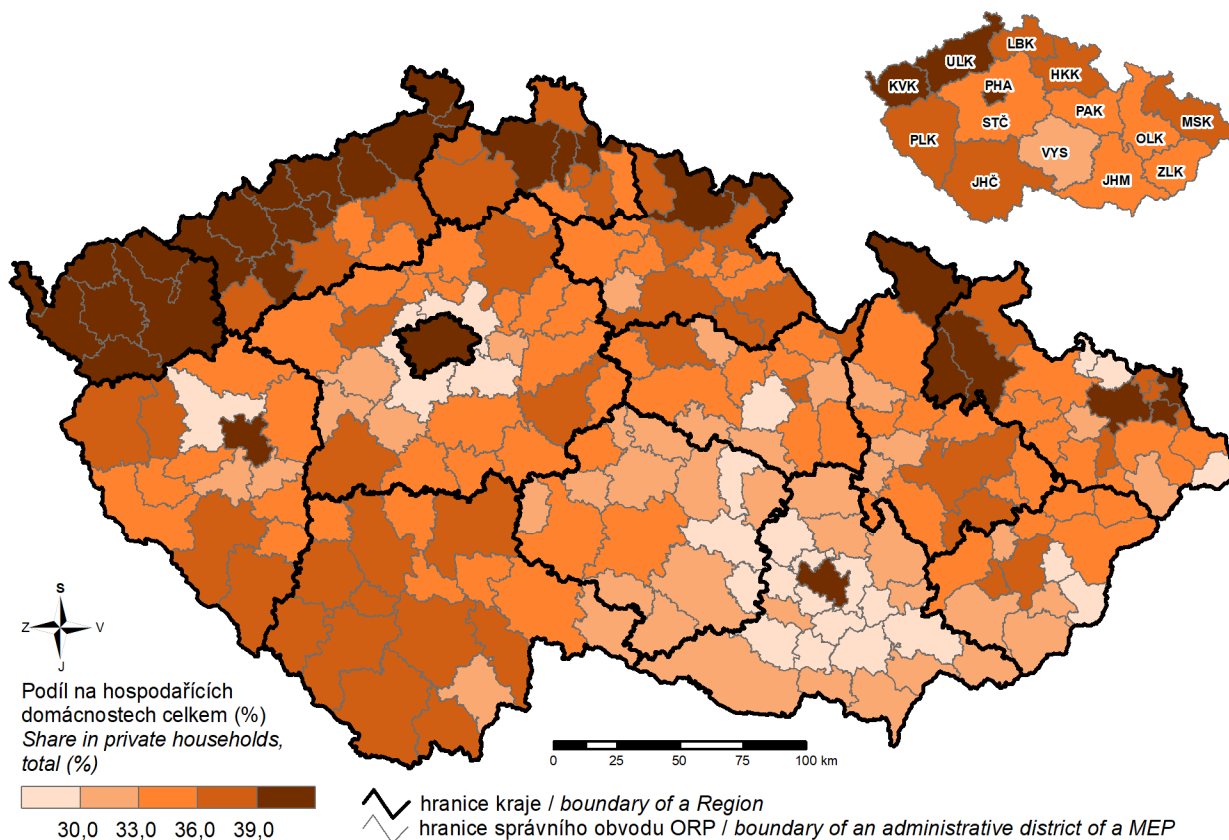 LBK
ULK
KVK
HKK
PHA
PAK
MSK
STČ
OLK
PLK
VYS
ZLK
JHČ
JHM
S
Z
V
J
Podíl na hospodařících
domácnostech celkem (%)
Share in private households,
total (%)
30,0 33,0 36,0 39,0
0 25 50 75 100 km
hranice kraje / boundary of a Region
hranice správního obvodu ORP / boundary of an administrative district of a MEP